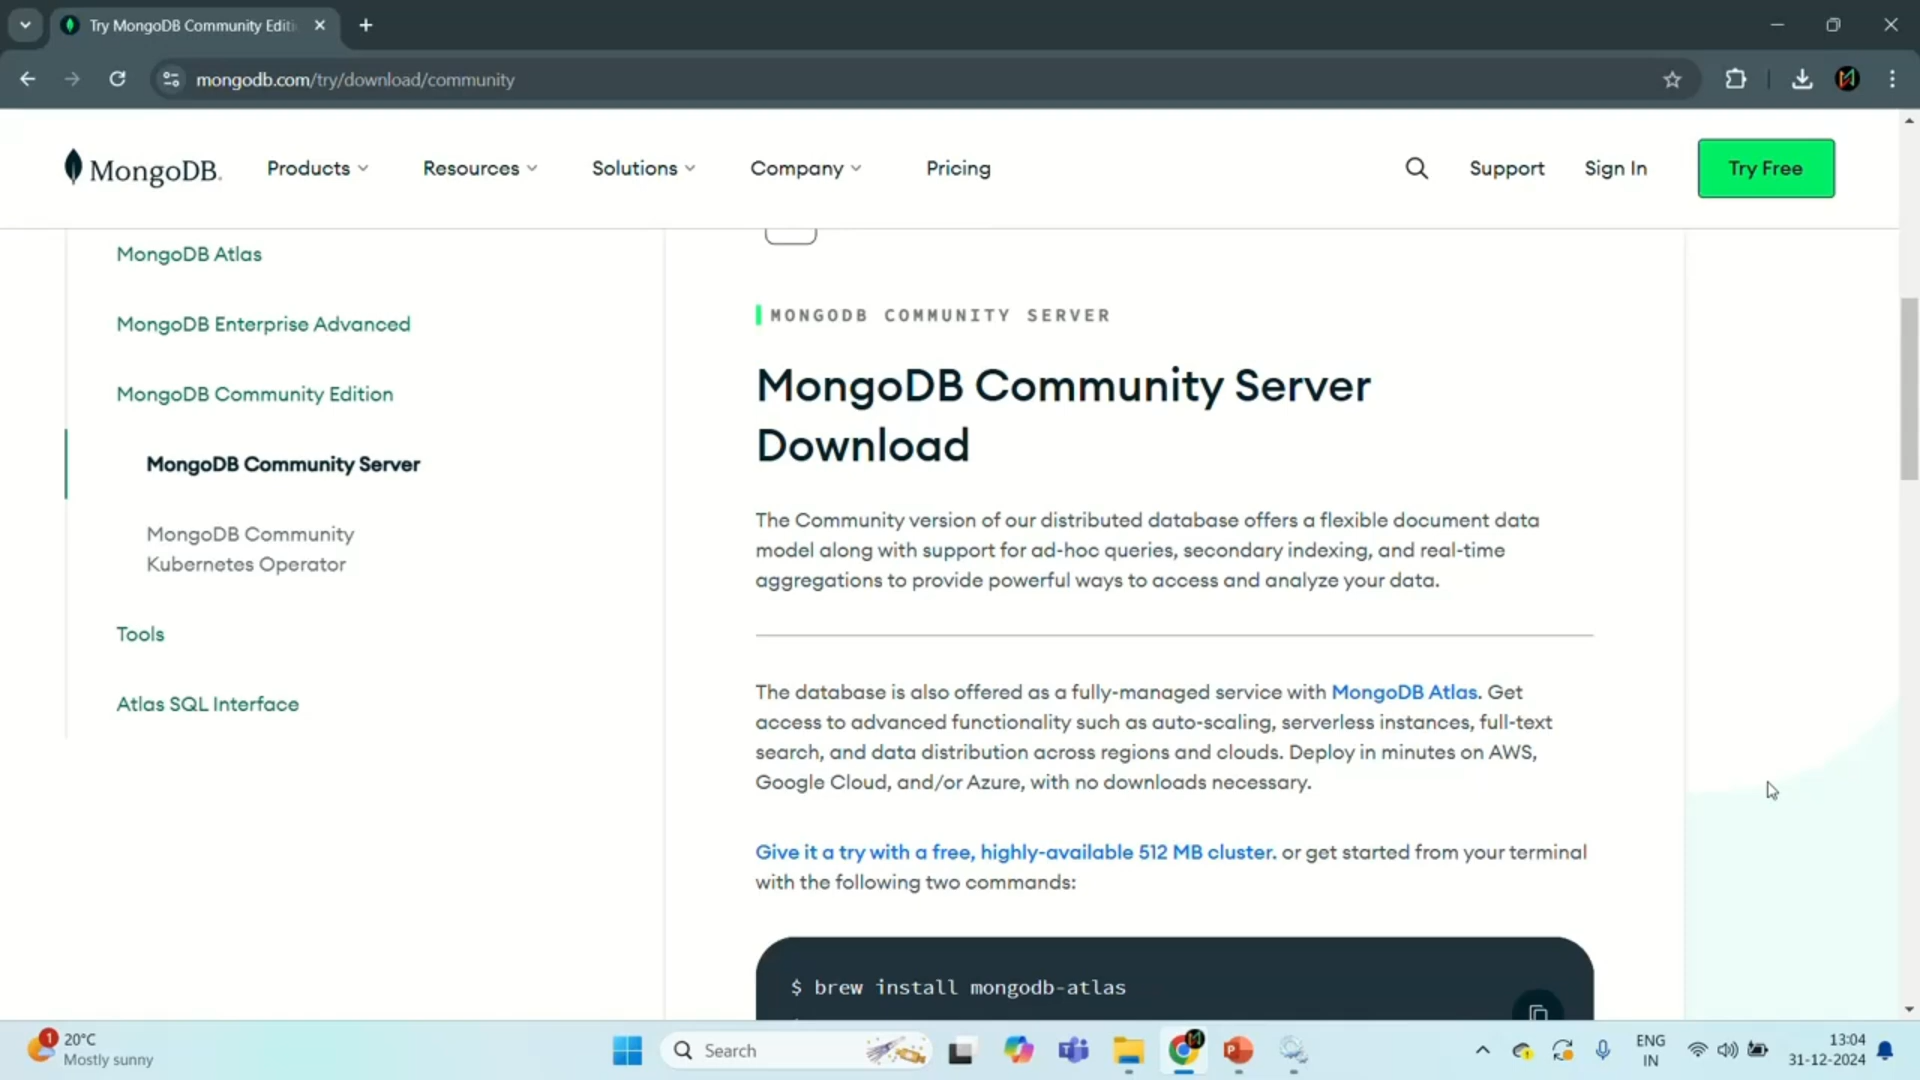 Try MongoDB Community Editi
mongodb.com/try/download/community
MongoDB.
Products
Resources
Solutions
Company
Pricing
Support
Sign In
Try Free
MongoDB Atlas
MongoDB Enterprise Advanced
MongoDB Community Edition
MongoDB Community Server
MongoDB Community
Kubernetes Operator
Tools
Atlas SQL Interface
MONGODB COMMUNITY SERVER
MongoDB Community Server
Download
The Community version of our distributed database offers a flexible document data
model along with support for ad-hoc queries, secondary indexing, and real-time
aggregations to provide powerful ways to access and analyze your data.
The database is also offered as a fully-managed service with MongoDB Atlas. Get
access to advanced functionality such as auto-scaling, serverless instances, full-text
search, and data distribution across regions and clouds. Deploy in minutes on AWS,
Google Cloud, and/or Azure, with no downloads necessary.
Give it a try with a free, highly-available 512 MB cluster. or get started from your terminal
with the following two commands:
$ brew install mongodb-atlas
1
20°C
Mostly sunny
Search
ENG
IN
13:04
31-12-2024